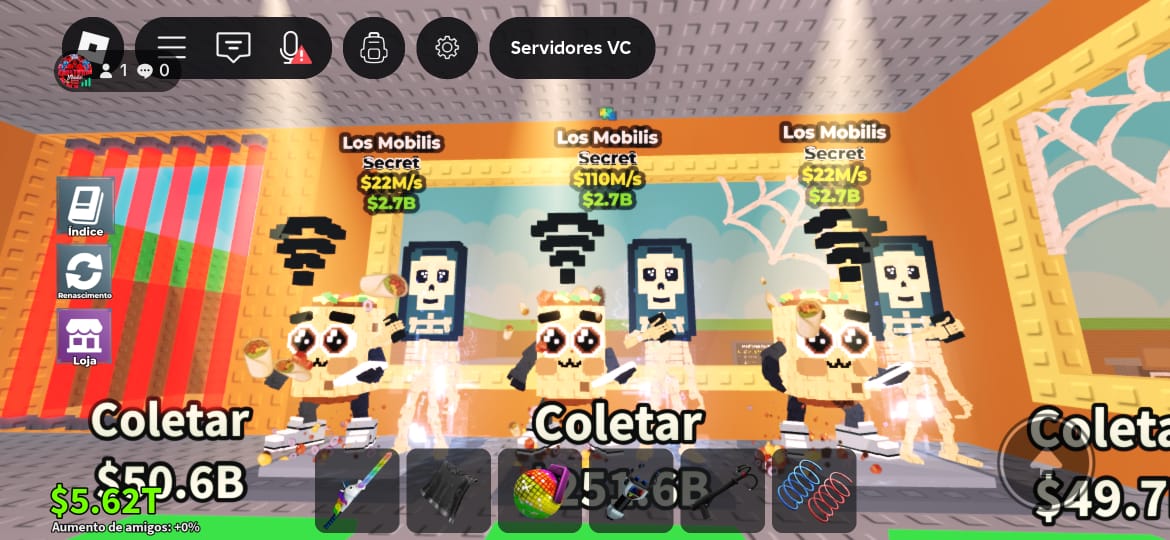 Servidores VC
1
0
Los Mobilis
Secret
$22M/s
$2.7B
Los Mobilis
Secret
$110M/s
$2.7B
Los Mobilis
Secret
$22M/s
$2.7B
Índice
Renascimento
Loja
Coletar
$50.6B
Coletar
251.6B
Coleta
$49.7
$5.62T
Aumento de amigos: +0%